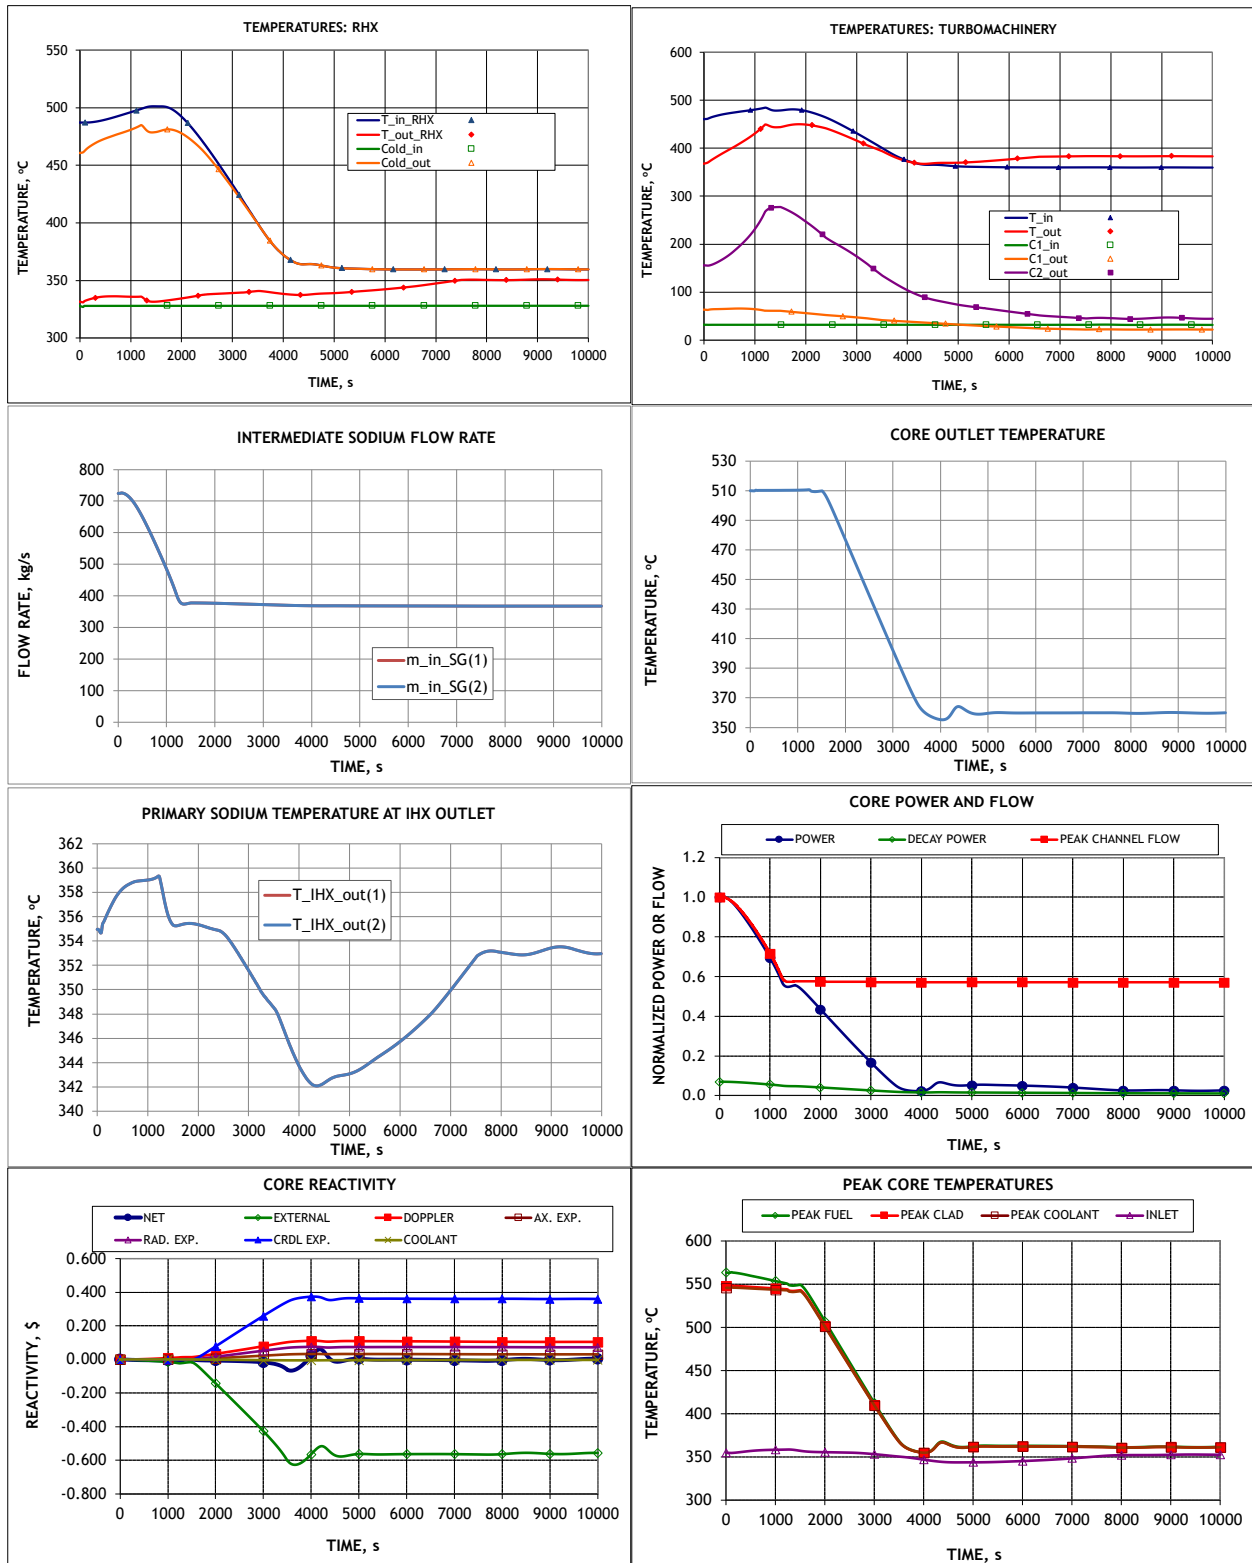 TEMPERATURES: RHX
TEMPERATURE, °C
550
500
450
400
350
300
T_in_RHX
T_out_RHX
Cold_in
Cold_out
0 1000 2000 3000 4000 5000 6000 7000 8000 9000 10000
TIME, s
TEMPERATURES: TURBOMACHINERY
TEMPERATURE, °C
600
500
400
300
200
100
0
T_in
T_out
C1_in
C1_out
C2_out
0 1000 2000 3000 4000 5000 6000 7000 8000 9000 10000
TIME, s
INTERMEDIATE SODIUM FLOW RATE
FLOW RATE, kg/s
800
700
600
500
400
300
200
100
0
m_in_SG(1)
m_in_SG(2)
0 1000 2000 3000 4000 5000 6000 7000 8000 9000 10000
TIME, s
CORE OUTLET TEMPERATURE
TEMPERATURE, °C
530
510
490
470
450
430
410
390
370
350
0 1000 2000 3000 4000 5000 6000 7000 8000 9000 10000
TIME, s
PRIMARY SODIUM TEMPERATURE AT IHX OUTLET
TEMPERATURE, °C
362
360
358
356
354
352
350
348
346
344
342
340
T_IHX_out(1)
T_IHX_out(2)
0 1000 2000 3000 4000 5000 6000 7000 8000 9000 10000
TIME, s
CORE POWER AND FLOW
POWER DECAY POWER PEAK CHANNEL FLOW
NORMALIZED POWER OR FLOW
1.2
1.0
0.8
0.6
0.4
0.2
0.0
0 1000 2000 3000 4000 5000 6000 7000 8000 9000 10000
TIME, s
CORE REACTIVITY
NET EXTERNAL DOPPLER AX. EXP.
RAD. EXP. CRDL EXP. COOLANT
REACTIVITY, $
0.600
0.400
0.200
0.000
-0.200
-0.400
-0.600
-0.800
0 1000 2000 3000 4000 5000 6000 7000 8000 9000 10000
TIME, s
PEAK CORE TEMPERATURES
PEAK FUEL PEAK CLAD PEAK COOLANT INLET
TEMPERATURE, °C
600
550
500
450
400
350
300
0 1000 2000 3000 4000 5000 6000 7000 8000 9000 10000
TIME, s